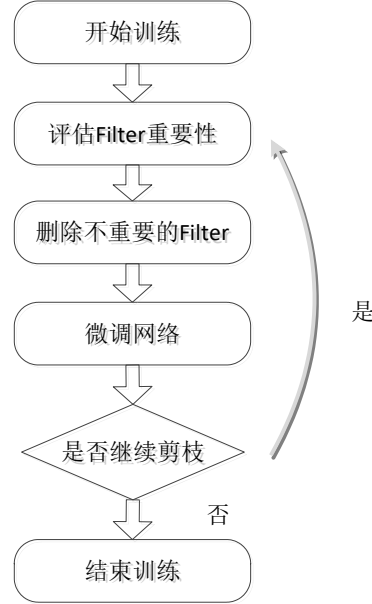 开始训练
评估Filter重要性
删除不重要的Filter
微调网络
是
是否继续剪枝
否
结束训练